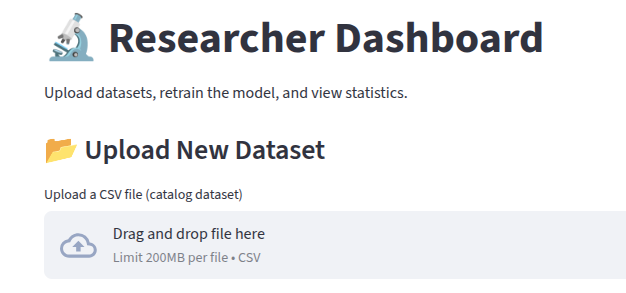 Researcher Dashboard
Upload datasets, retrain the model, and view statistics.
Upload New Dataset
Upload a CSV file (catalog dataset)
Drag and drop file here
Limit 200MB per file • CSV